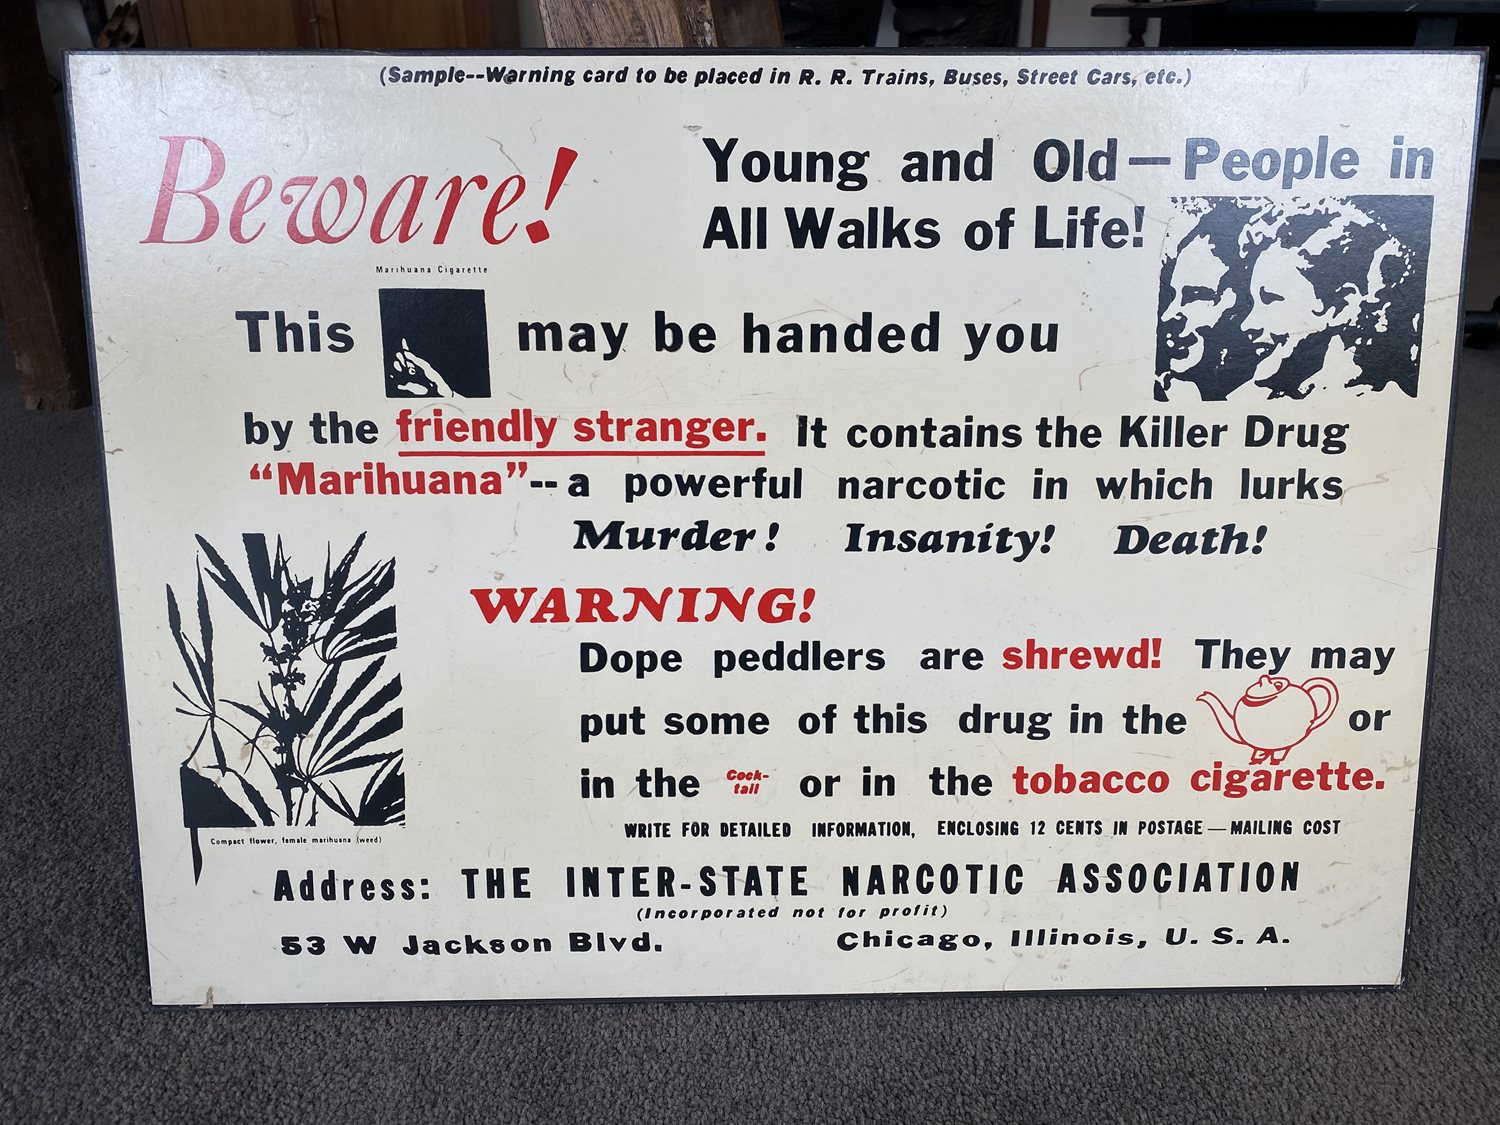 (Sample--Warning card to be placed in R. R. Trains, Buses, Street Cars, etc.)
Beware!
Young and Old—People in
All Walks of Life!
Marihuana Cigarette
This may be handed you
by the friendly stranger. It contains the Killer Drug
“Marihuana”--a powerful narcotic in which lurks
Murder! Insanity! Death!
WARNING!
Dope peddlers are shrewd! They may
put some of this drug in the or
in the Cock-
tail or in the tobacco cigarette.
WRITE FOR DETAILED INFORMATION, ENCLOSING 12 CENTS IN POSTAGE—MAILING COST
Compact flower, female marihuana (weed)
Address: THE INTER-STATE NARCOTIC ASSOCIATION
(Incorporated not for profit)
53 W Jackson Blvd. Chicago, Illinois, U. S. A.